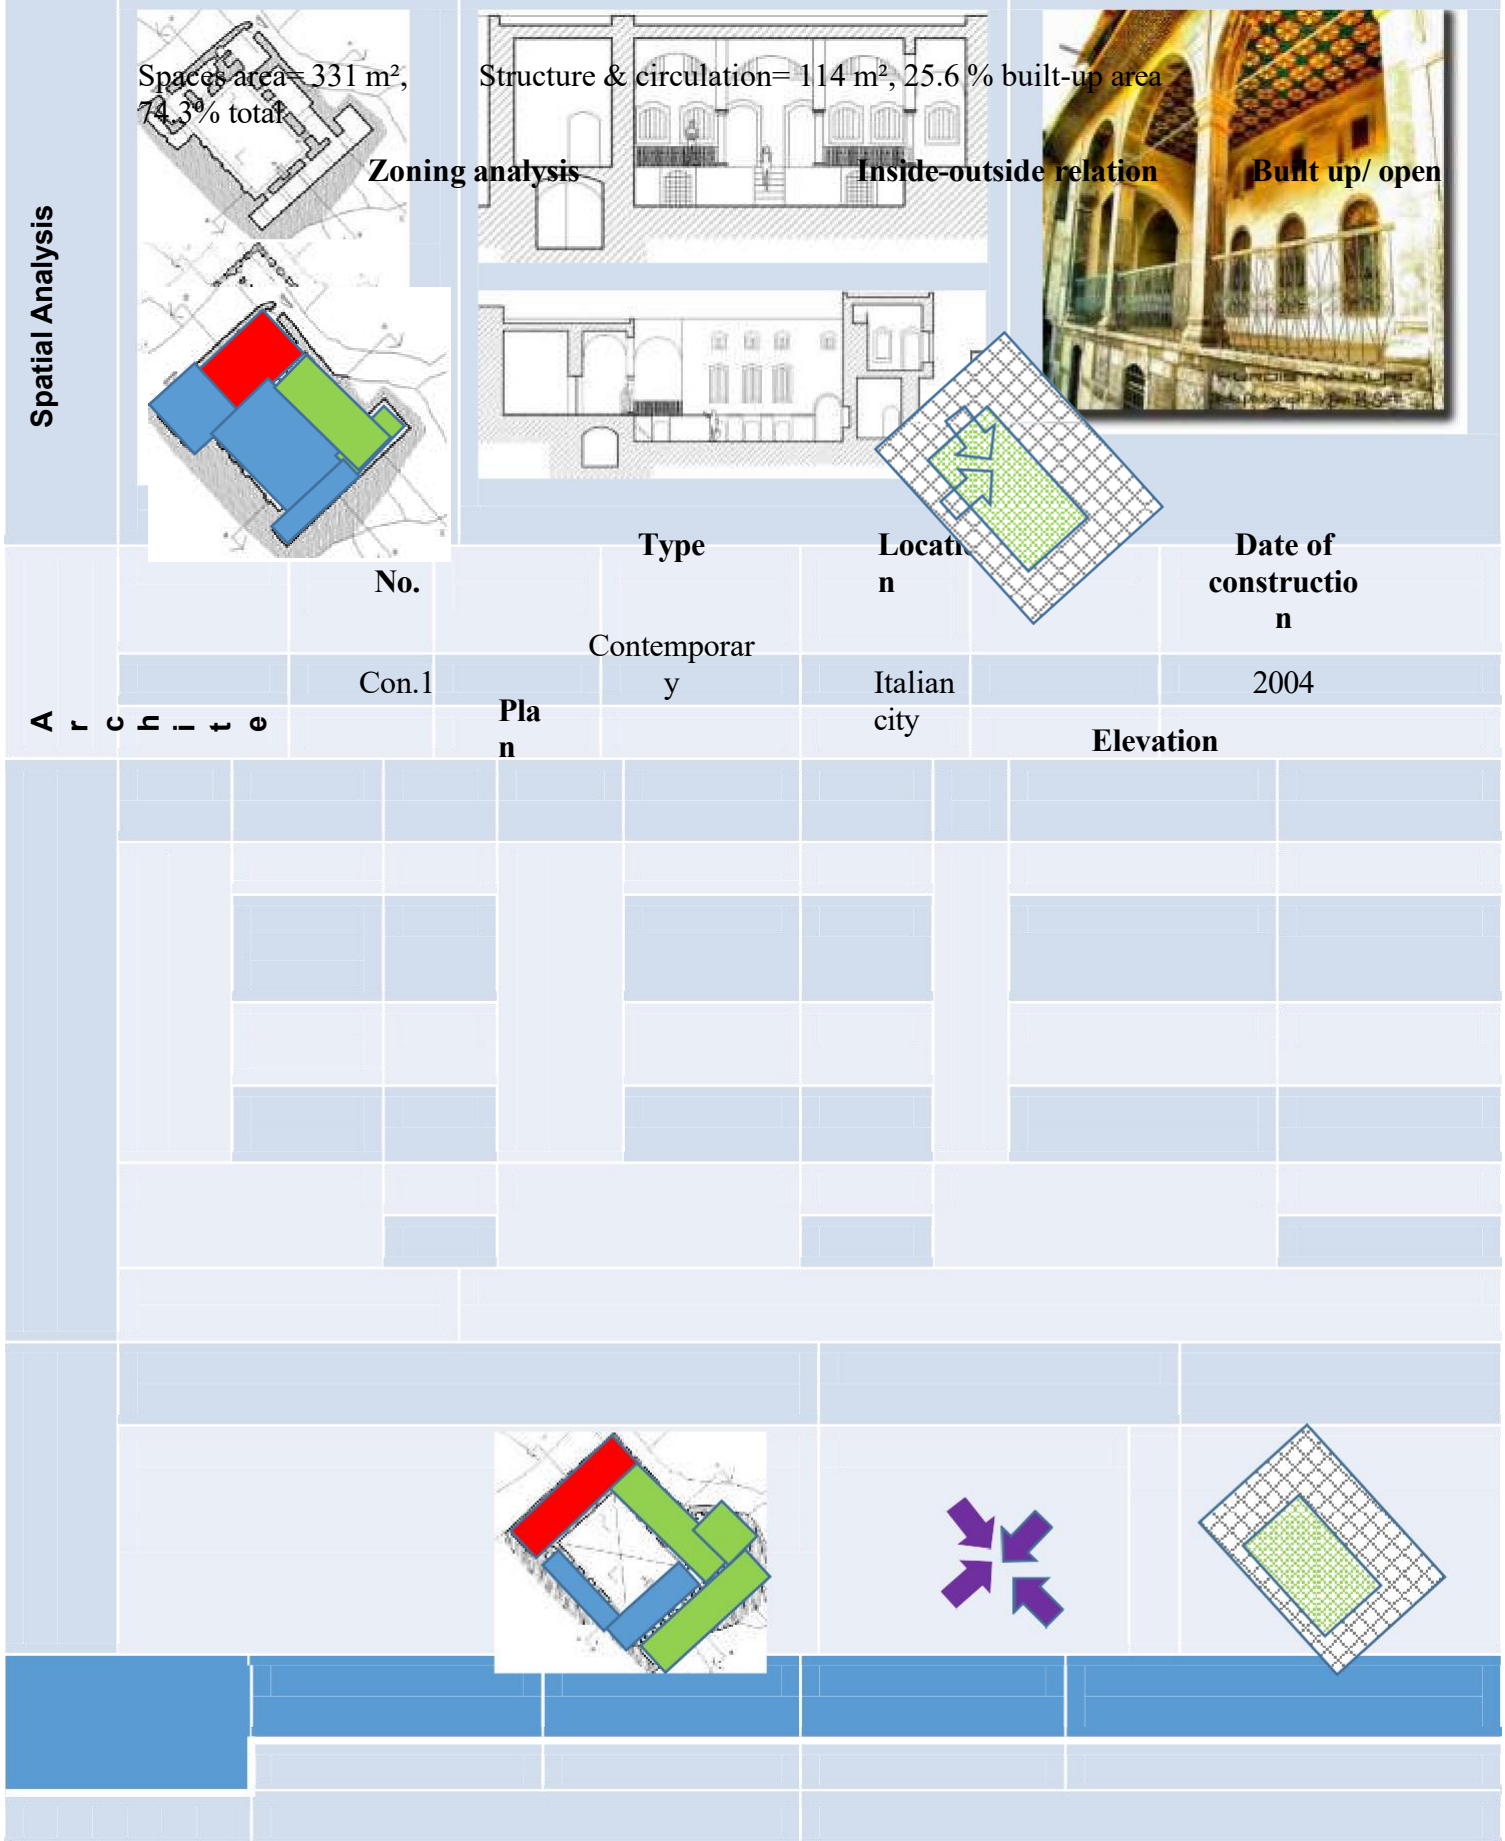 Spaces area= 331 m²,
74.3% total
Structure & circulation= 114 m², 25.6 % built-up area
Zoning analysis
Inside-outside relation
Built up/ open
Spatial Analysis
No.
Type
Locatio
n
Date of
constructio
n
Con.1
Contemporar
y
Italian
city
2004
Archite
Pla
n
Elevation